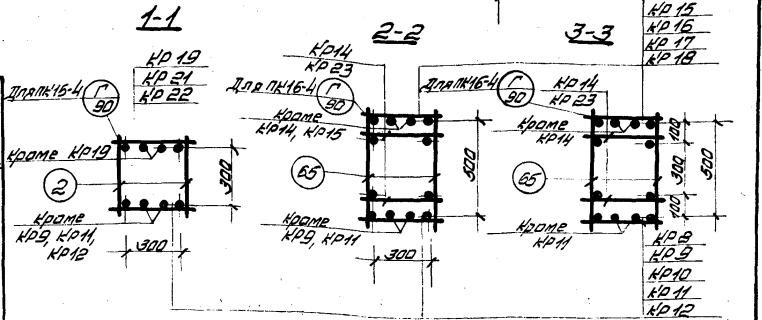 1-1
КР 19
КР 21
КР 22
Для ПК16-4
Г
90
Кроме КР19
2
300
Кроме
КР9, КР11,
КР12
300
2-2
КР14
КР23
Для ПК16-4
Г
90
Кроме
КР14, КР15
65
500
Кроме
КР9, КР11
300
3-3
КР 15
КР 16
КР 17
КР 18
Для ПК16-4
Г
90
КР 14
КР 23
Кроме
КР14
65
100
300
100
500
Кроме
КР11
КР 8
КР 9
КР10
КР 11
КР 12